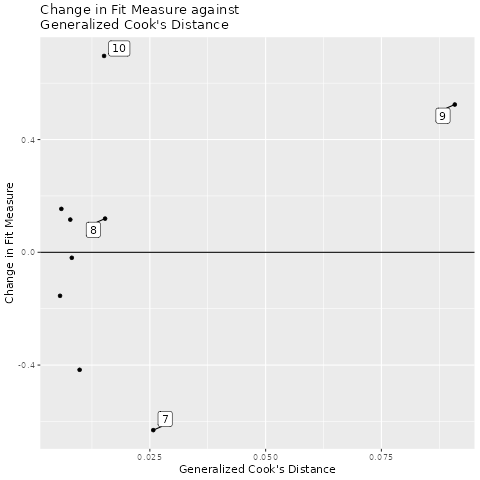 Change in Fit Measure against
Generalized Cook's Distance
10
9
0.4
8
0.0
-0.4
7
Change in Fit Measure
0.025
0.050
0.075
Generalized Cook's Distance